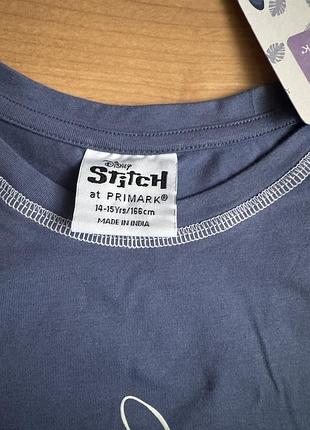 Disney
STITCH
at PRIMARK®
14-15Yrs/166cm
MADE IN INDIA